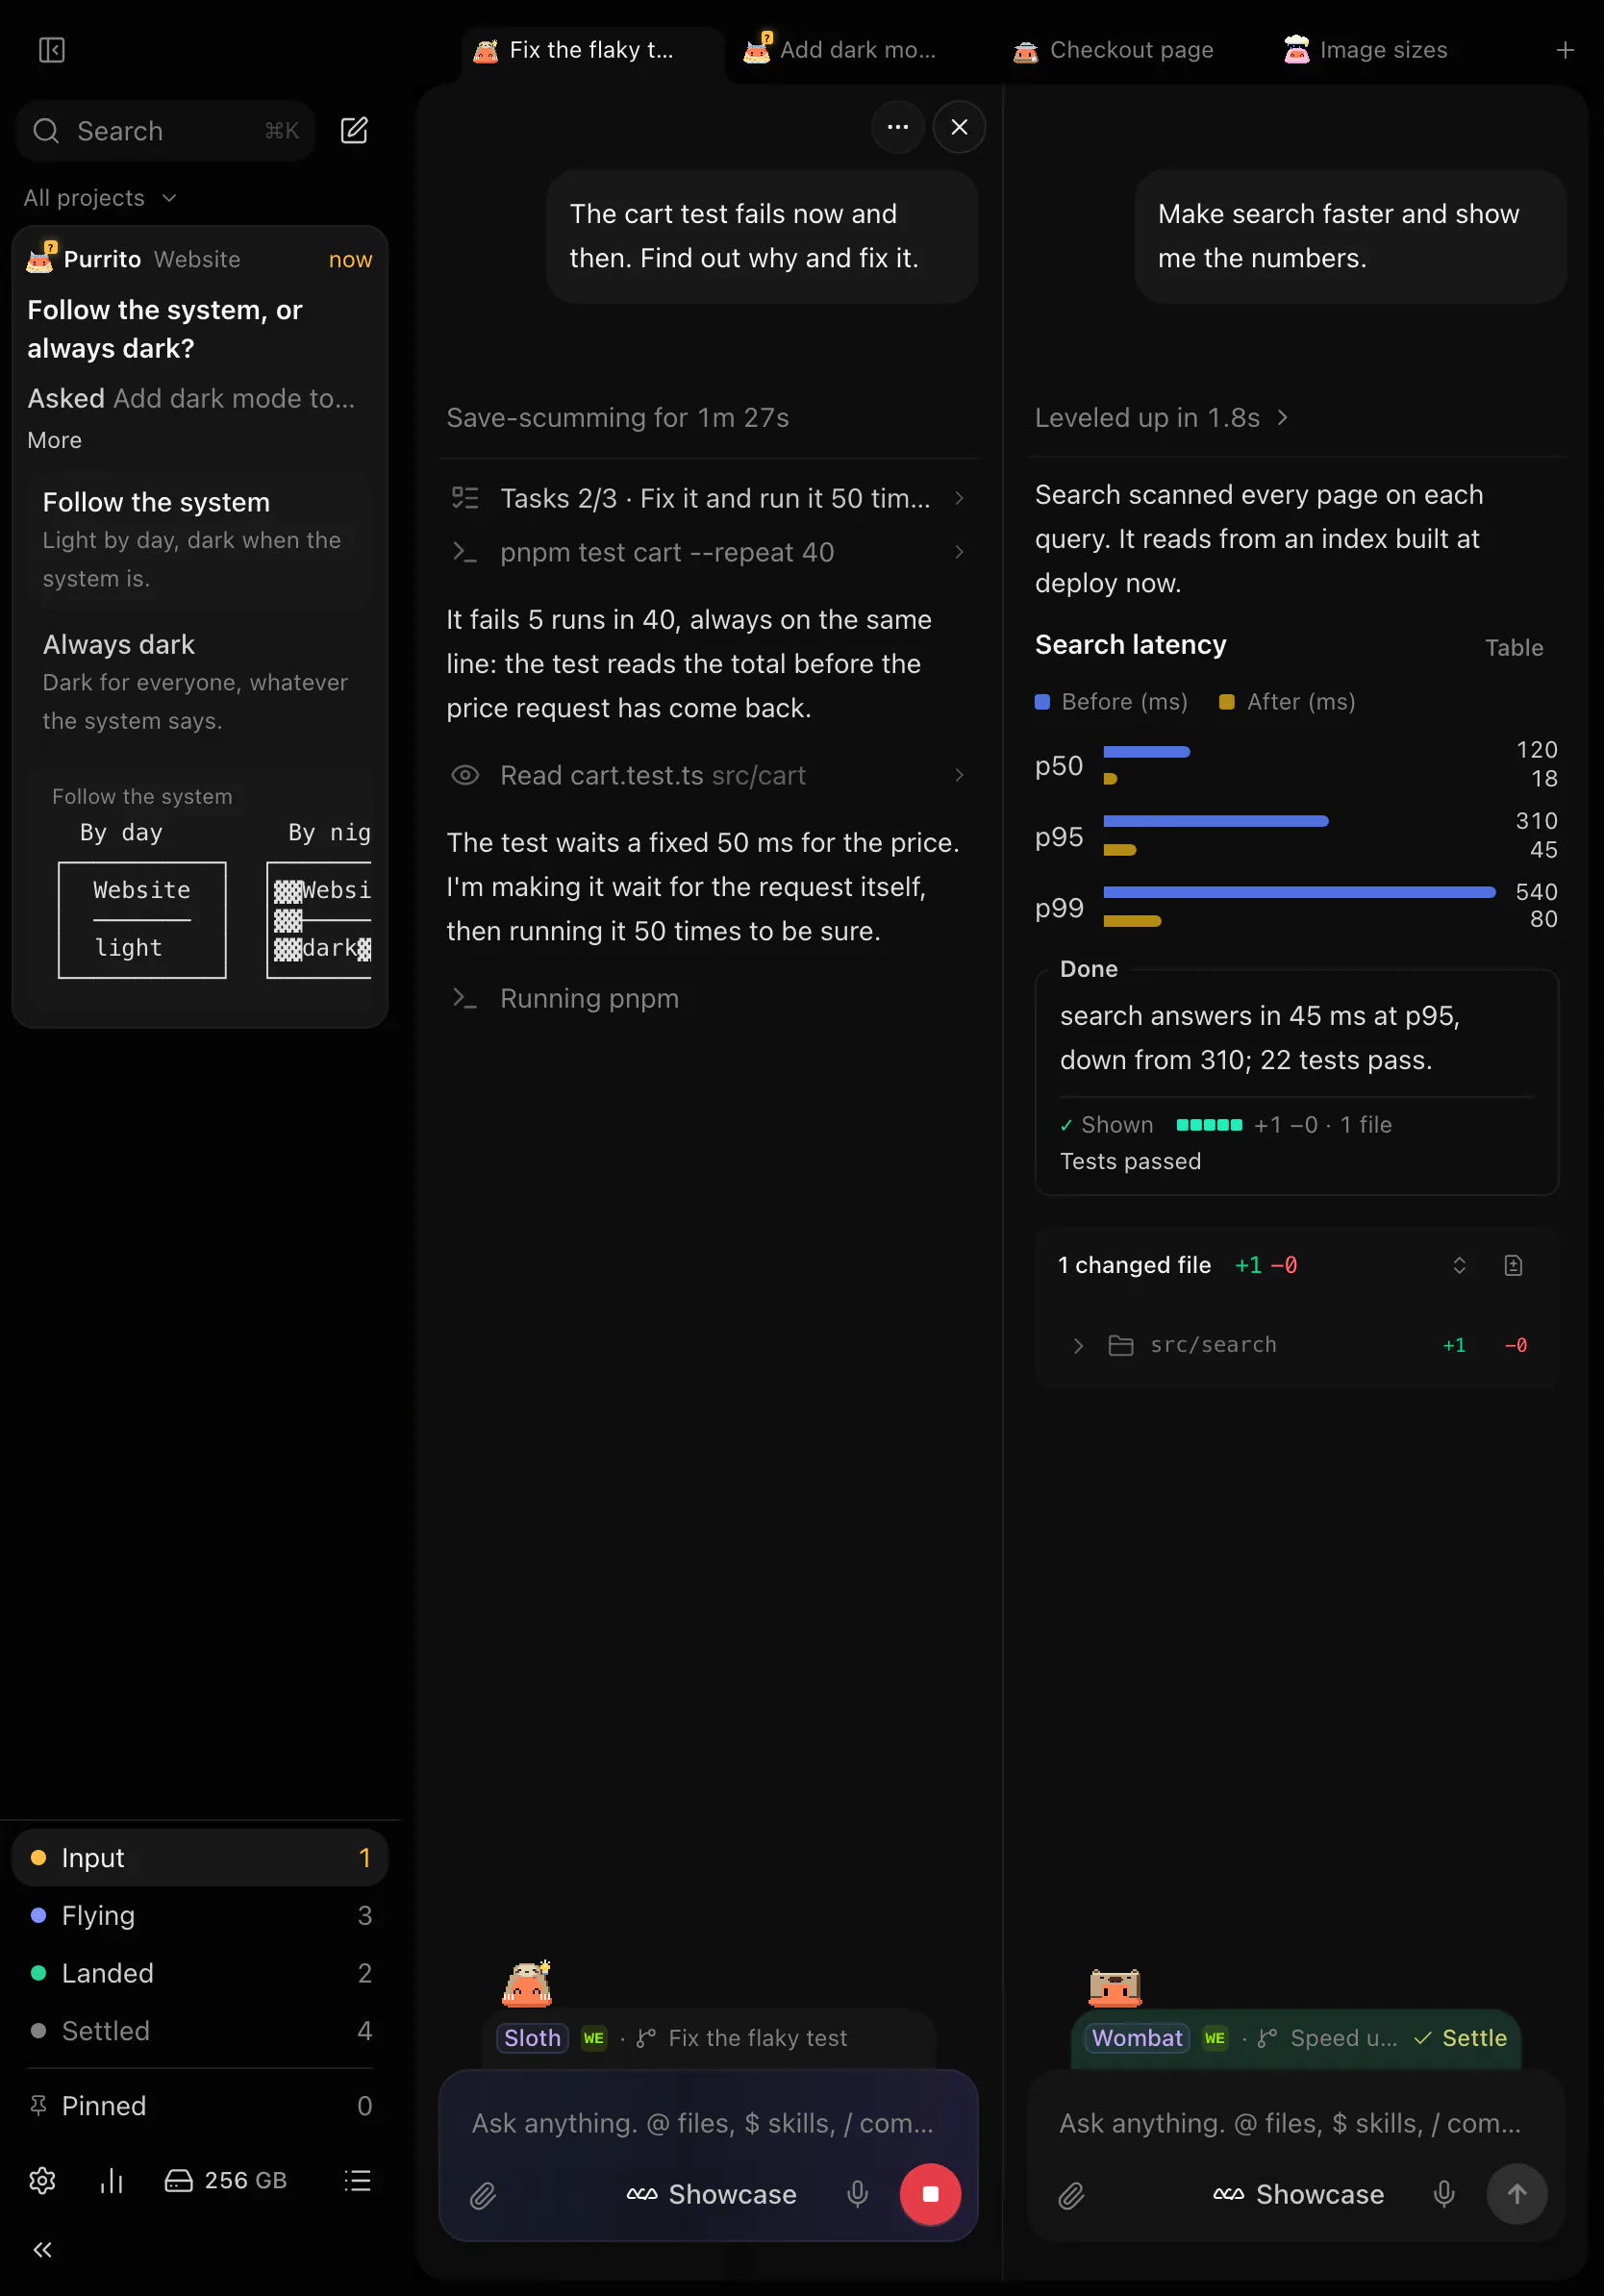 Fix the flaky t...
Add dark mo...
Checkout page
Image sizes
Search
⌘K
All projects
Purrito Website
now
Follow the system, or
always dark?
Asked Add dark mode to...
More
Follow the system
Light by day, dark when the
system is.
Always dark
Dark for everyone, whatever
the system says.
Follow the system
By day By nig
Website Websi
light dark
Input 1
Flying 3
Landed 2
Settled 4
Pinned 0
256 GB
The cart test fails now and
then. Find out why and fix it.
Save-scumming for 1m 27s
Tasks 2/3 · Fix it and run it 50 tim...
pnpm test cart --repeat 40
It fails 5 runs in 40, always on the same
line: the test reads the total before the
price request has come back.
Read cart.test.ts src/cart
The test waits a fixed 50 ms for the price.
I'm making it wait for the request itself,
then running it 50 times to be sure.
Running pnpm
Sloth WE · Fix the flaky test
Ask anything. @ files, $ skills, / com...
Showcase
Make search faster and show
me the numbers.
Leveled up in 1.8s
Search scanned every page on each
query. It reads from an index built at
deploy now.
Search latency
Table
Before (ms) After (ms)
p50 120
18
p95 310
45
p99 540
80
Done
search answers in 45 ms at p95,
down from 310; 22 tests pass.
✓ Shown +1 −0 · 1 file
Tests passed
1 changed file +1 −0
src/search +1 −0
Wombat WE · Speed u... ✓ Settle
Ask anything. @ files, $ skills, / com...
Showcase